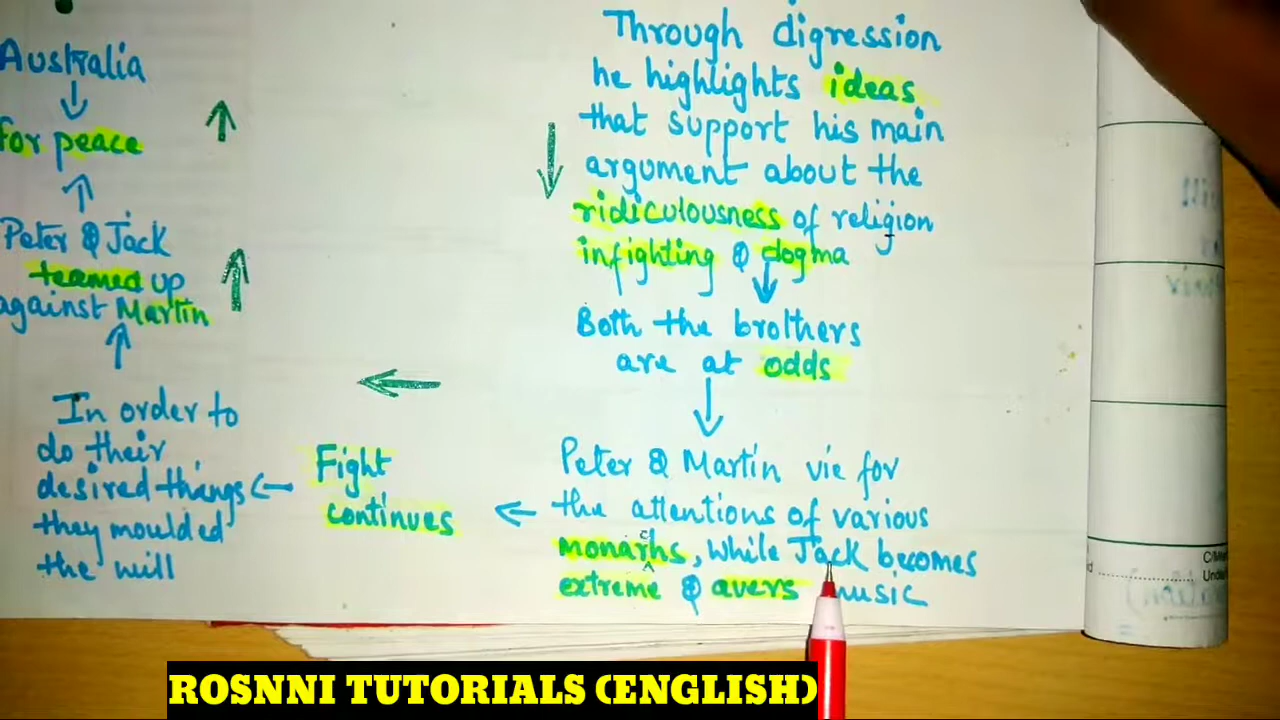 Through digression
he highlights ideas
that support his main
argument about the
ridiculousness of religion
infighting & dogma
Both the brothers
are at odds
Peter & Martin vie for
the attentions of various
monarchs, while Jack becomes
extreme & avers music
Fight
continues
In order to
do their
desired things
they moulded
the will
Peter & Jack
teamed up
against Martin
for peace
Australia
ROSNNI TUTORIALS (ENGLISH)